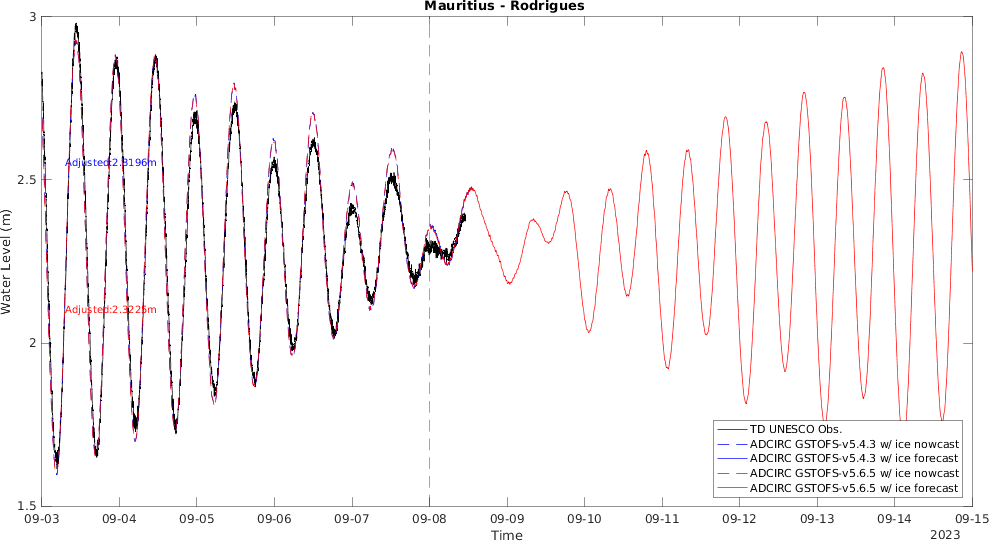 Mauritius - Rodrigues
Water Level (m)
3
2.5
2
1.5
Adjusted:2.3196m
Adjusted:2.3225m
TD UNESCO Obs.
ADCIRC GSTOFS-v5.4.3 w/ ice nowcast
ADCIRC GSTOFS-v5.4.3 w/ ice forecast
ADCIRC GSTOFS-v5.6.5 w/ ice nowcast
ADCIRC GSTOFS-v5.6.5 w/ ice forecast
09-03 09-04 09-05 09-06 09-07 09-08 09-09 09-10 09-11 09-12 09-13 09-14 09-15
Time
2023